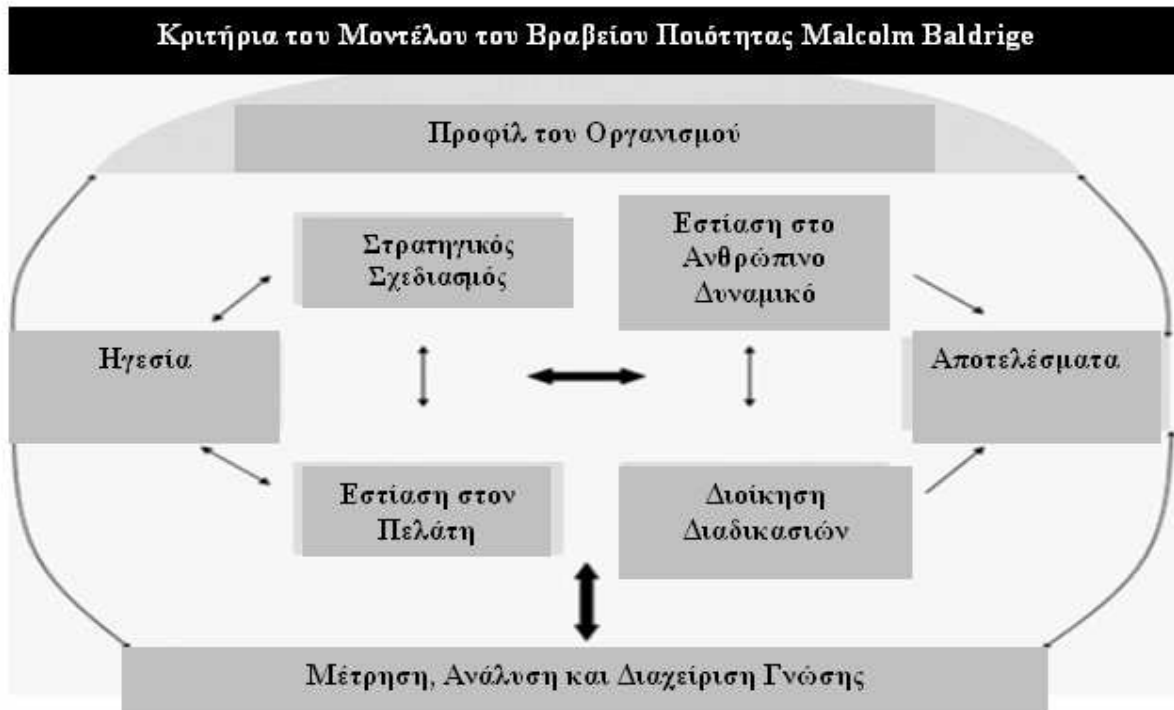 Κριτήρια του Μοντέλου του Βραβείου Ποιότητας Malcolm Baldrige
Προφίλ του Οργανισμού
Στρατηγικός
Σχεδιασμός
Εστίαση στο
Ανθρώπινο
Δυναμικό
Ηγεσία
Αποτελέσματα
Εστίαση στον
Πελάτη
Διοίκηση
Διαδικασιών
Μέτρηση, Ανάλυση και Διαχείριση Γνώσης